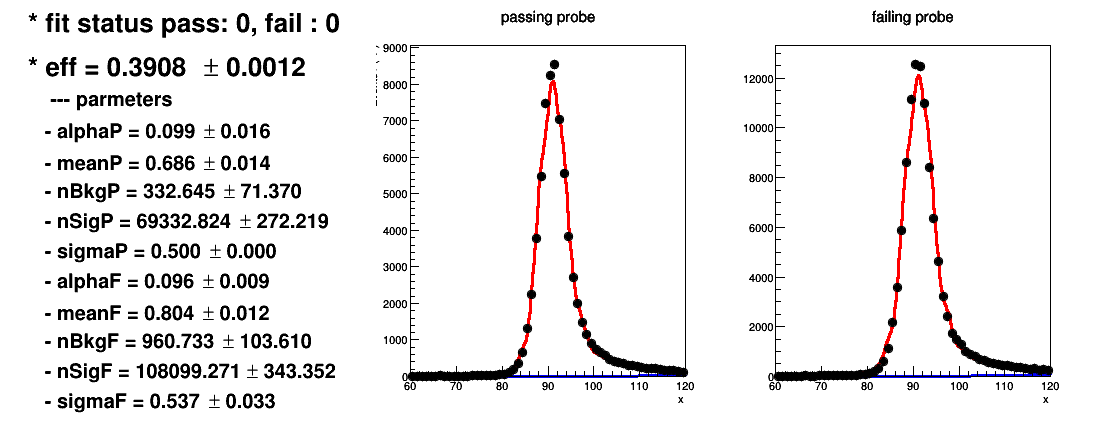 * fit status pass: 0, fail : 0
* eff = 0.3908 ± 0.0012
--- parmeters
- alphaP = 0.099 ± 0.016
- meanP = 0.686 ± 0.014
- nBkgP = 332.645 ± 71.370
- nSigP = 69332.824 ± 272.219
- sigmaP = 0.500 ± 0.000
- alphaF = 0.096 ± 0.009
- meanF = 0.804 ± 0.012
- nBkgF = 960.733 ± 103.610
- nSigF = 108099.271 ± 343.352
- sigmaF = 0.537 ± 0.033
passing probe
9000
8000
7000
6000
5000
4000
3000
2000
1000
0
60 70 80 90 100 110 120
x
failing probe
12000
10000
8000
6000
4000
2000
0
60 70 80 90 100 110 120
x